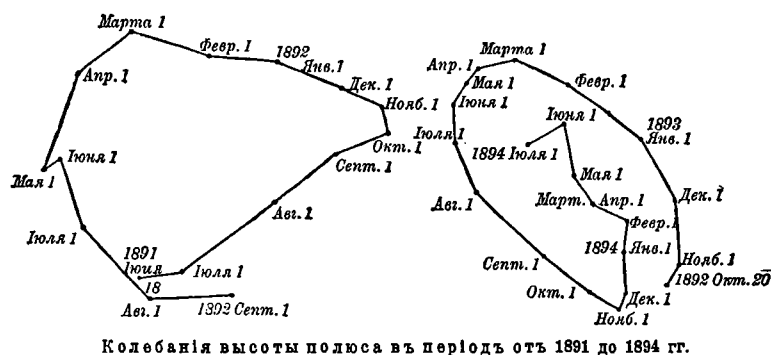 Марта 1
Февр. 1
1892
Янв. 1
Дек. 1
Нояб. 1
Окт. 1
Септ. 1
Авг. 1
Апр. 1
Іюня 1
Мая 1
Іюля 1
1891
Іюня
Іюля 1
18
Авг. 1
1892 Септ. 1
Марта 1
Апр. 1
Мая 1
Іюня 1
Іюля 1
Авг. 1
Септ. 1
Окт. 1
Нояб. 1
Февр. 1
1893
Янв. 1
Дек. 1
Нояб. 1
1892 Окт. 20
Іюня 1
1894 Іюля 1
Мая 1
Март.
Апр. 1
Февр. 1
1894 Янв. 1
Дек. 1
Колебанія высоты полюса въ періодъ отъ 1891 до 1894 гг.